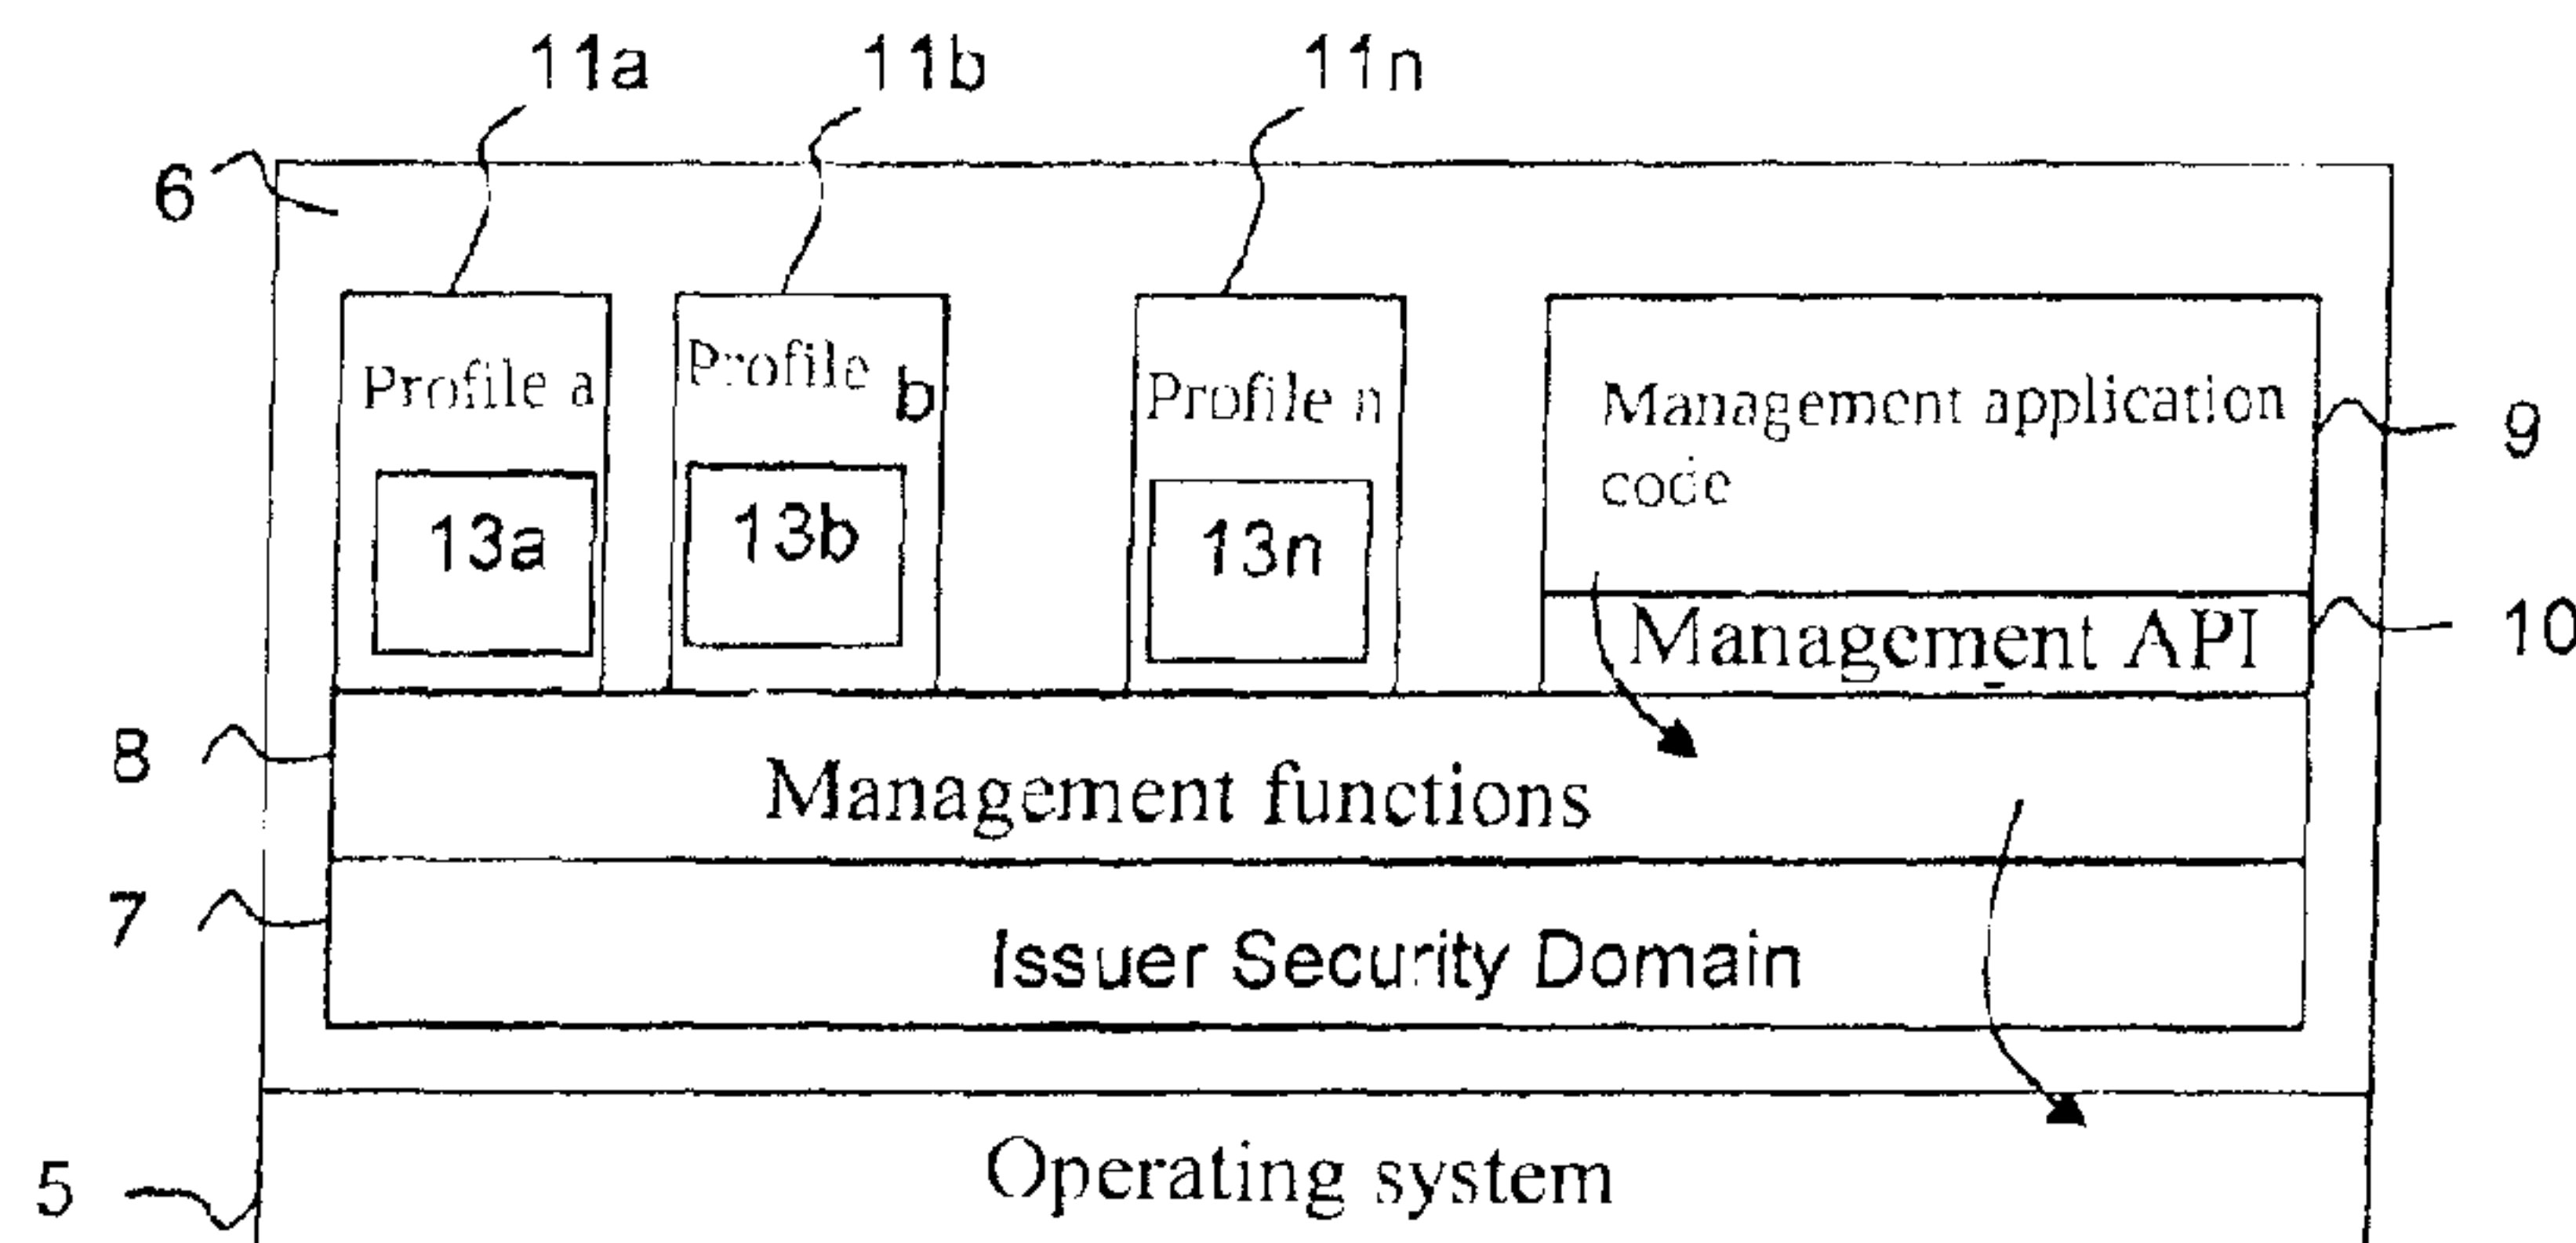 11a 11b 11n
6
Profile a
Profile b
Profile n
Management application
code
9
13a 13b 13n
Management API
10
8
Management functions
7
Issuer Security Domain
5
Operating system